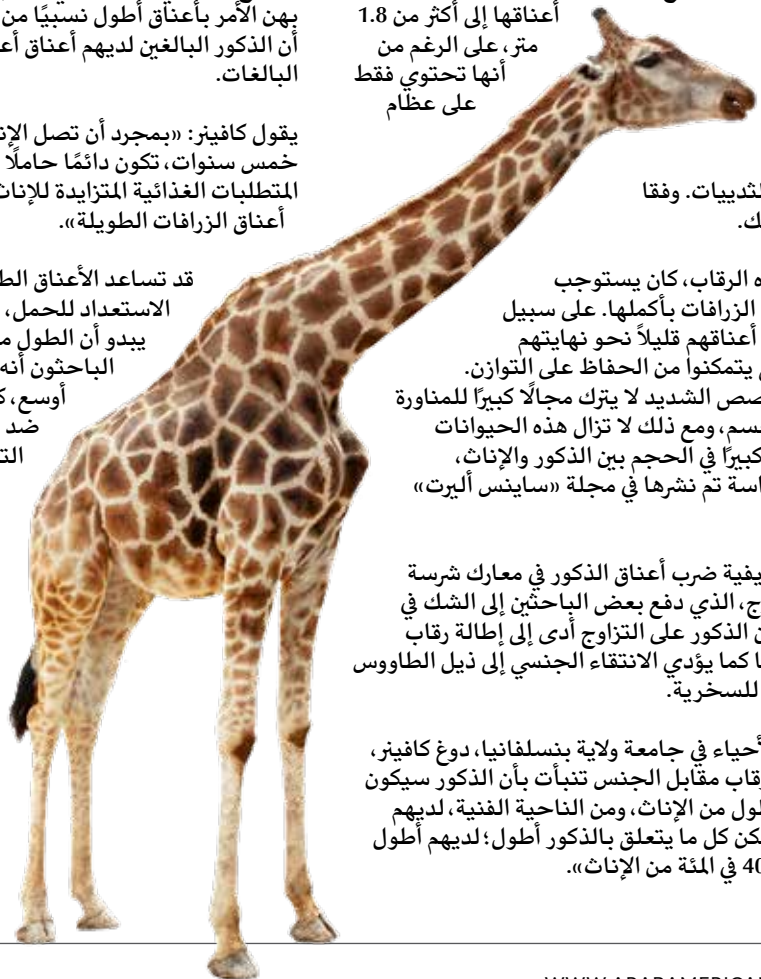 أعناقها إلى أكثر من 1.8
متر، على الرغم من
أنها تحتوي فقط
على عظام
لثدييات. وفقا
ك.
ه الرقاب، كان يستوجب
الزرافات بأكملها. على سبيل
أعناقهم قليلاً نحو نهايتهم
يتمكنوا من الحفاظ على التوازن.
صص الشديد لا يترك مجالًا كبيرًا للمناورة
سم، ومع ذلك لا تزال هذه الحيوانات
كبيرًا في الحجم بين الذكور والإناث،
اسة تم نشرها في مجلة «ساينس أليرت»
يفية ضرب أعناق الذكور في معارك شرسة
ج، الذي دفع بعض الباحثين إلى الشك في
ن الذكور على التزاوج أدى إلى إطالة رقاب
ا كما يؤدي الانتقاء الجنسي إلى ذيل الطاووس
للسخرية.
لأحياء في جامعة ولاية بنسلفانيا، دوغ كافينر،
رقاب مقابل الجنس تنبأت بأن الذكور سيكون
طول من الإناث، ومن الناحية الفنية، لديهم
كن كل ما يتعلق بالذكور أطول؛ لديهم أطول
40 في المئة من الإناث».
بهن الأمر بأعناق أطول نسبيًا من
أن الذكور البالغين لديهم أعناق أع
البالغات.
يقول كافينر: «بمجرد أن تصل الإن
خمس سنوات، تكون دائمًا حاملًا
المتطلبات الغذائية المتزايدة للإناث
أعناق الزرافات الطويلة».
قد تساعد الأعناق الط
الاستعداد للحمل،
يبدو أن الطول م
الباحثون أنه
أوسع، ك
ضد
الت